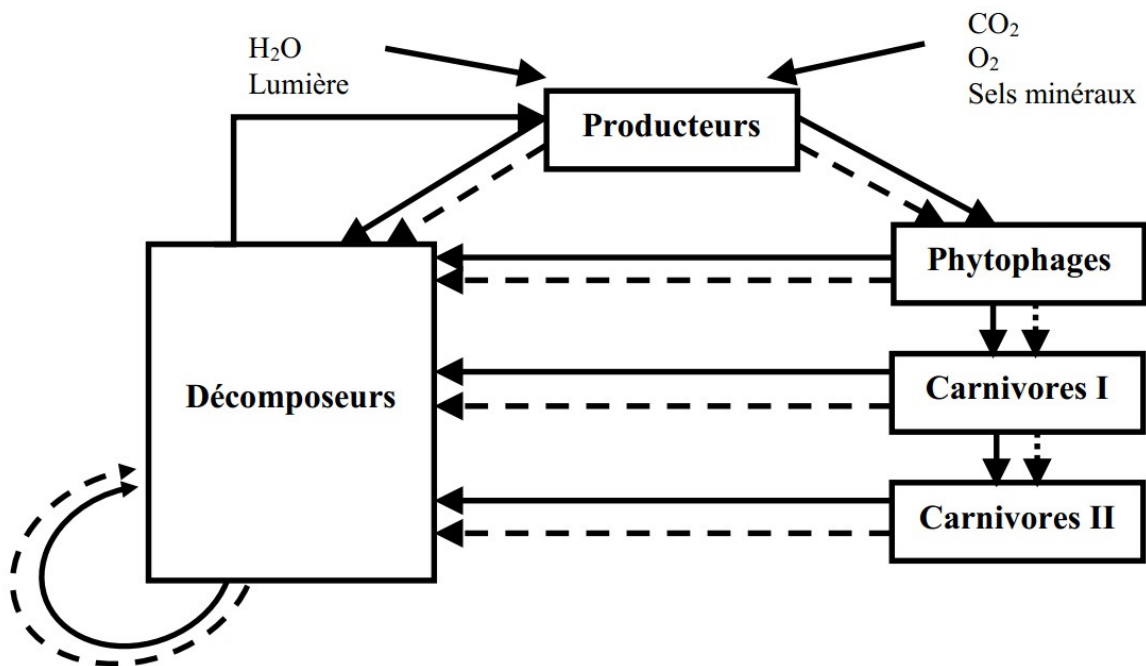 H₂O
Lumière
CO₂
O₂
Sels minéraux
Producteurs
Phytophages
Décomposeurs
Carnivores I
Carnivores II